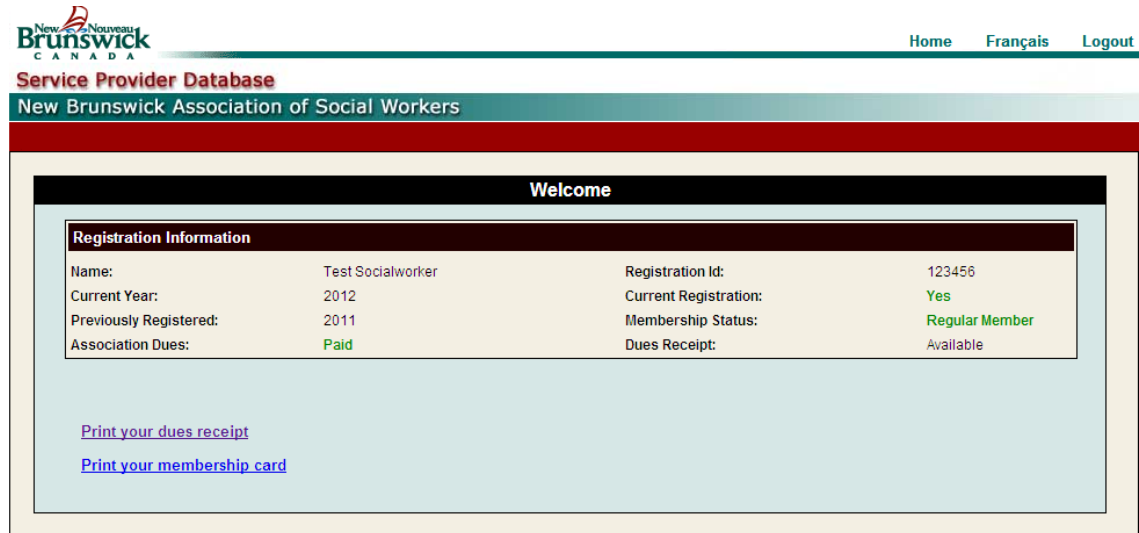 New Nouveau
Brunswick
CANADA
Home Français Logout
Service Provider Database
New Brunswick Association of Social Workers
Welcome
Registration Information
Name: Test Socialworker Registration Id: 123456
Current Year: 2012 Current Registration: Yes
Previously Registered: 2011 Membership Status: Regular Member
Association Dues: Paid Dues Receipt: Available
Print your dues receipt
Print your membership card